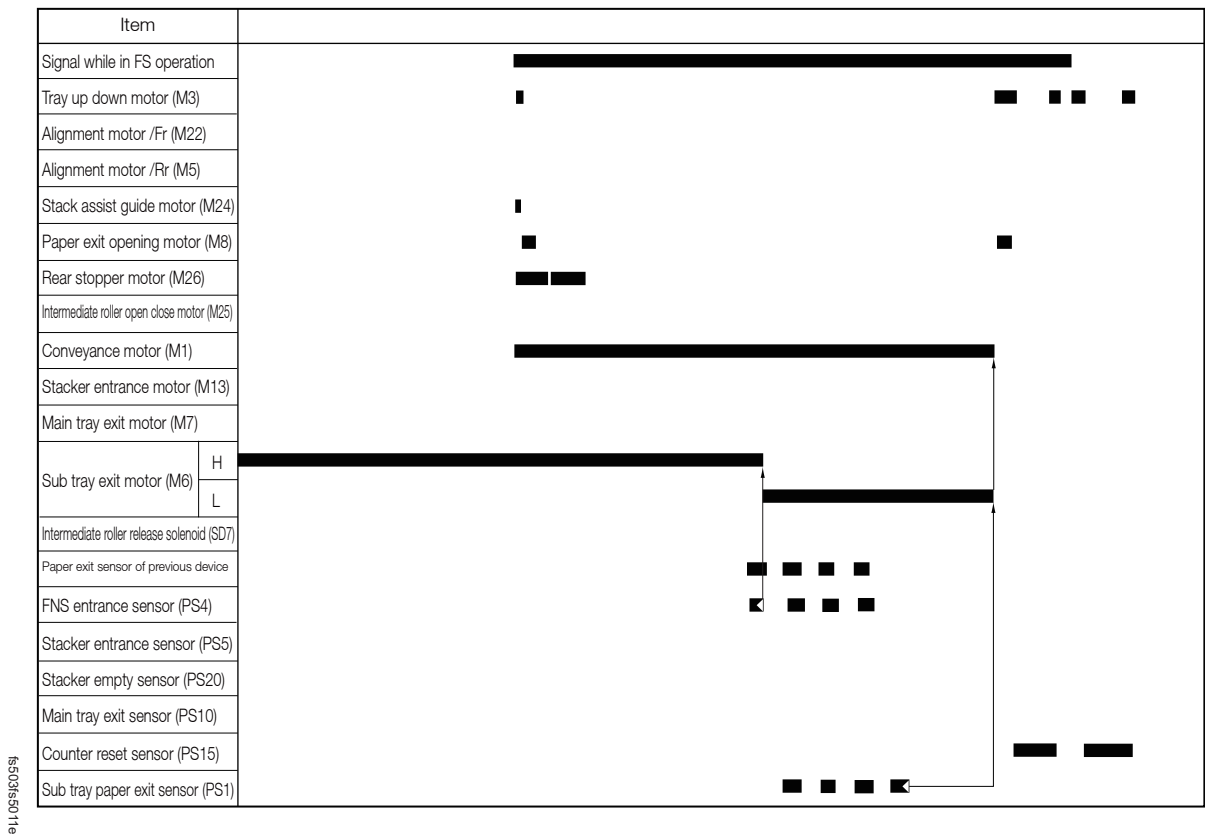 Item
Signal while in FS operation
Tray up down motor (M3)
Alignment motor /Fr (M22)
Alignment motor /Rr (M5)
Stack assist guide motor (M24)
Paper exit opening motor (M8)
Rear stopper motor (M26)
Intermediate roller open close motor (M25)
Conveyance motor (M1)
Stacker entrance motor (M13)
Main tray exit motor (M7)
Sub tray exit motor (M6)
H
L
Intermediate roller release solenoid (SD7)
Paper exit sensor of previous device
FNS entrance sensor (PS4)
Stacker entrance sensor (PS5)
Stacker empty sensor (PS20)
Main tray exit sensor (PS10)
Counter reset sensor (PS15)
Sub tray paper exit sensor (PS1)
fs503fs5011e